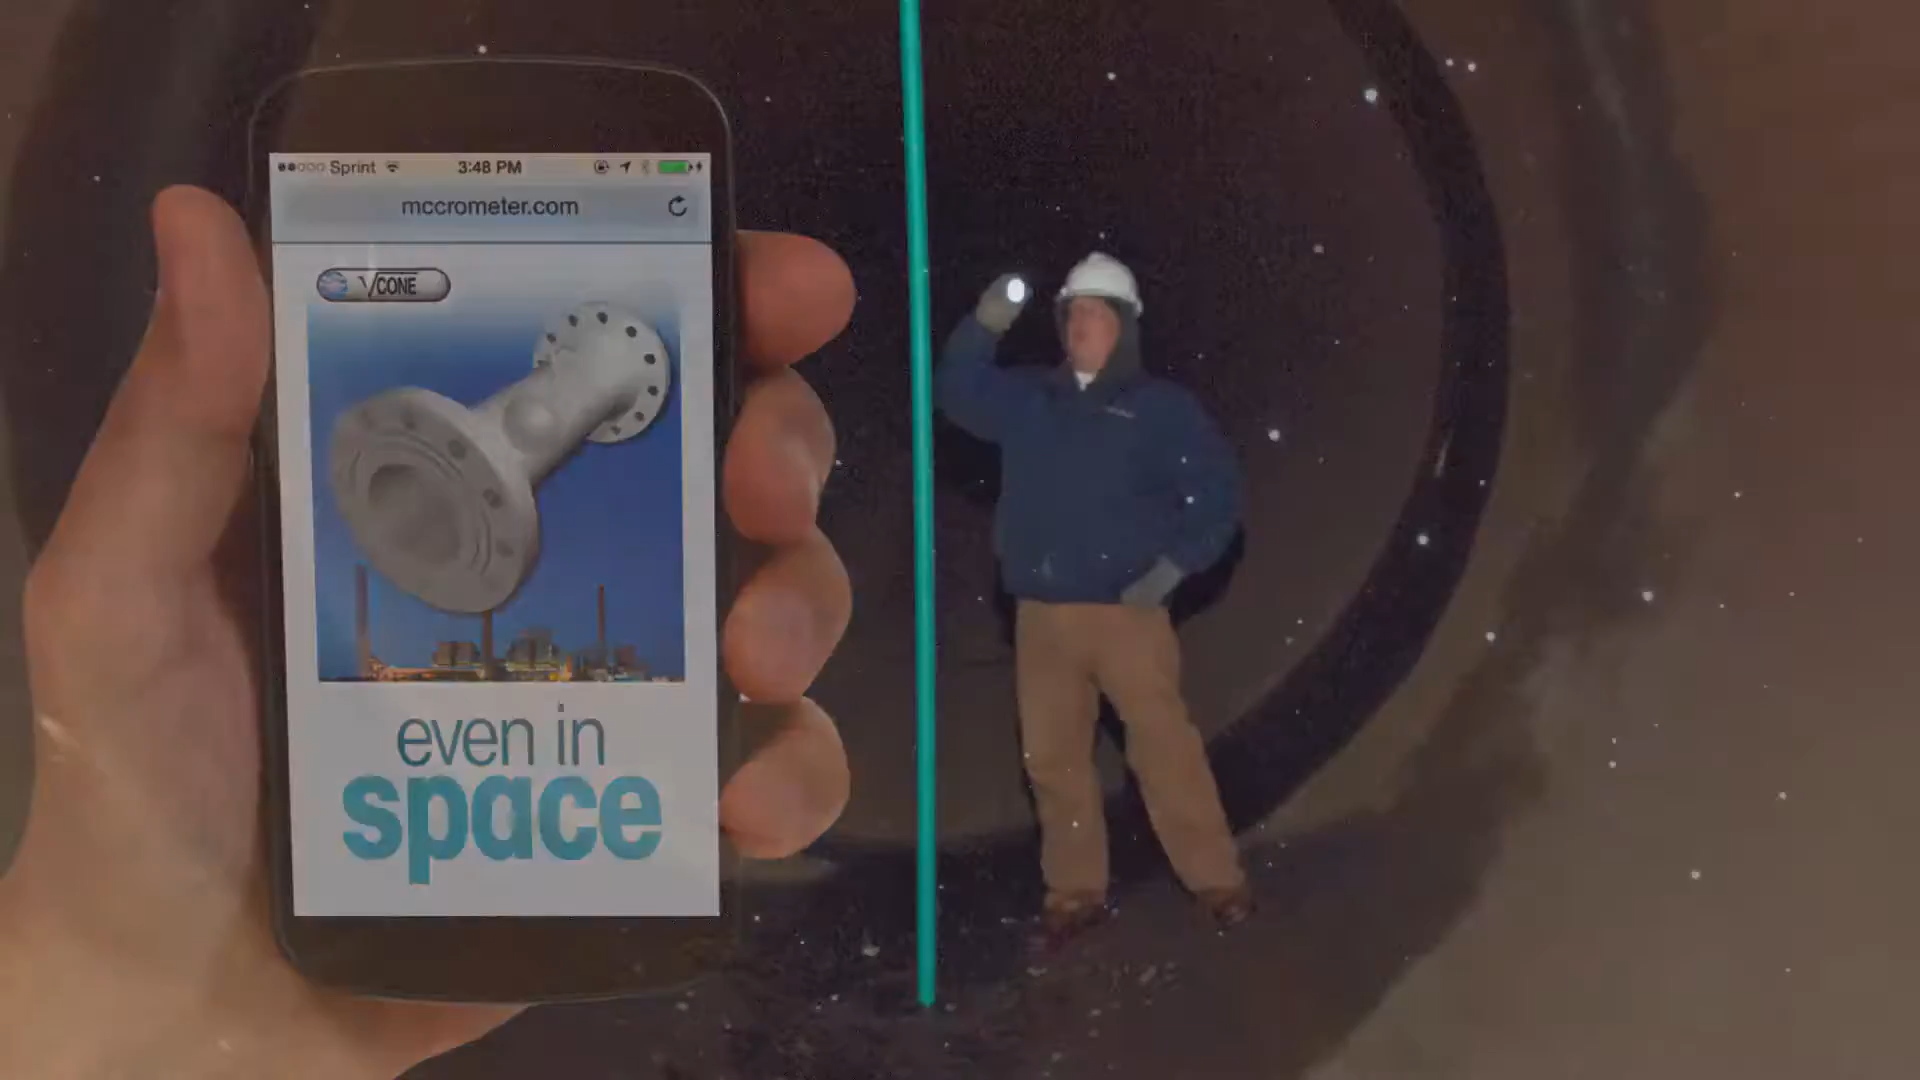 Sprint
3:48 PM
mccrometer.com
VCONE
even in
space